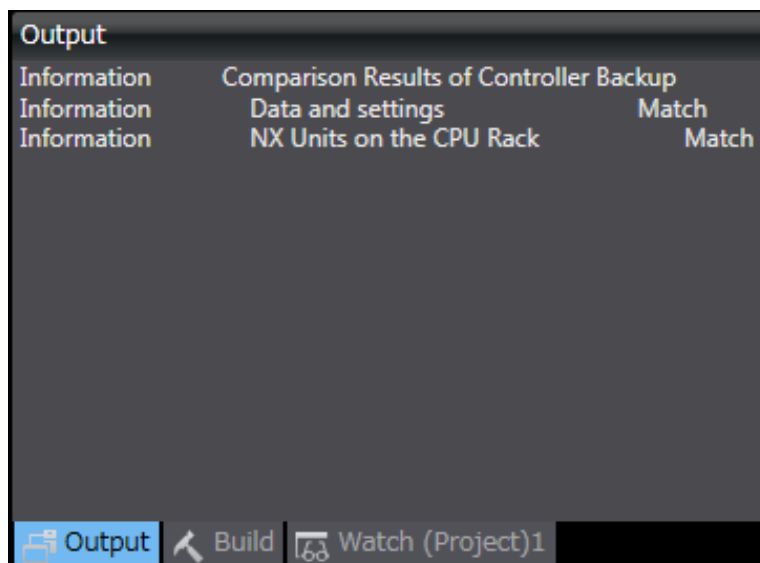 Output
Information Comparison Results of Controller Backup
Information Data and settings Match
Information NX Units on the CPU Rack Match
Output Build Watch (Project)1